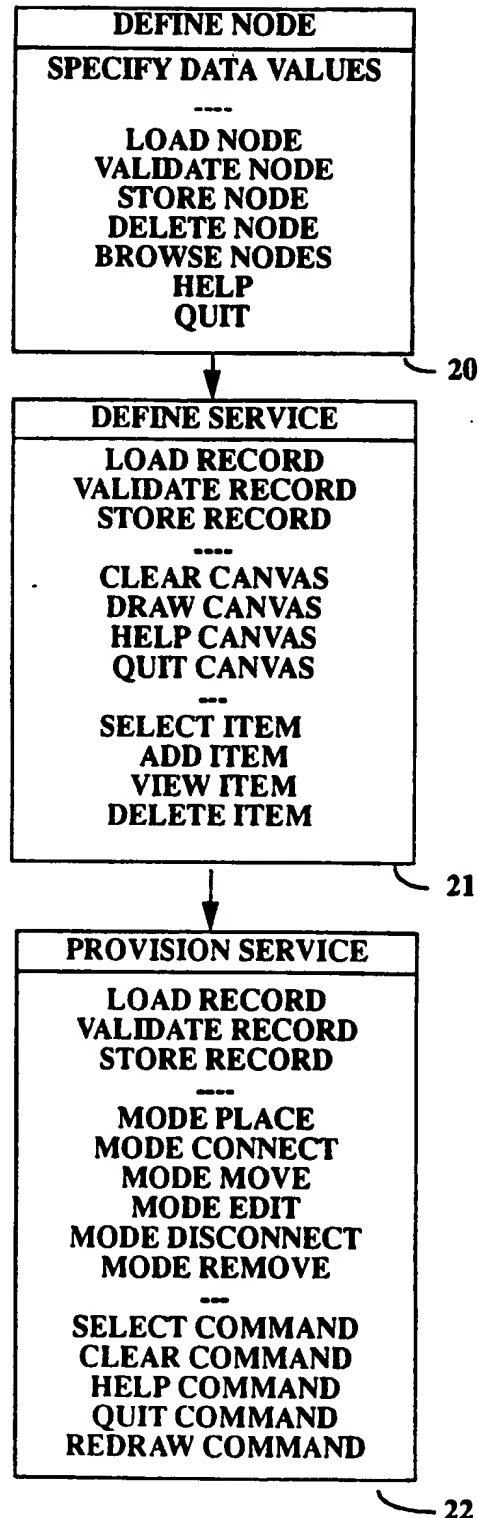 DEFINE NODE
SPECIFY DATA VALUES
----
LOAD NODE
VALIDATE NODE
STORE NODE
DELETE NODE
BROWSE NODES
HELP
QUIT
20
DEFINE SERVICE
LOAD RECORD
VALIDATE RECORD
STORE RECORD
----
CLEAR CANVAS
DRAW CANVAS
HELP CANVAS
QUIT CANVAS
---
SELECT ITEM
ADD ITEM
VIEW ITEM
DELETE ITEM
21
PROVISION SERVICE
LOAD RECORD
VALIDATE RECORD
STORE RECORD
----
MODE PLACE
MODE CONNECT
MODE MOVE
MODE EDIT
MODE DISCONNECT
MODE REMOVE
---
SELECT COMMAND
CLEAR COMMAND
HELP COMMAND
QUIT COMMAND
REDRAW COMMAND
22